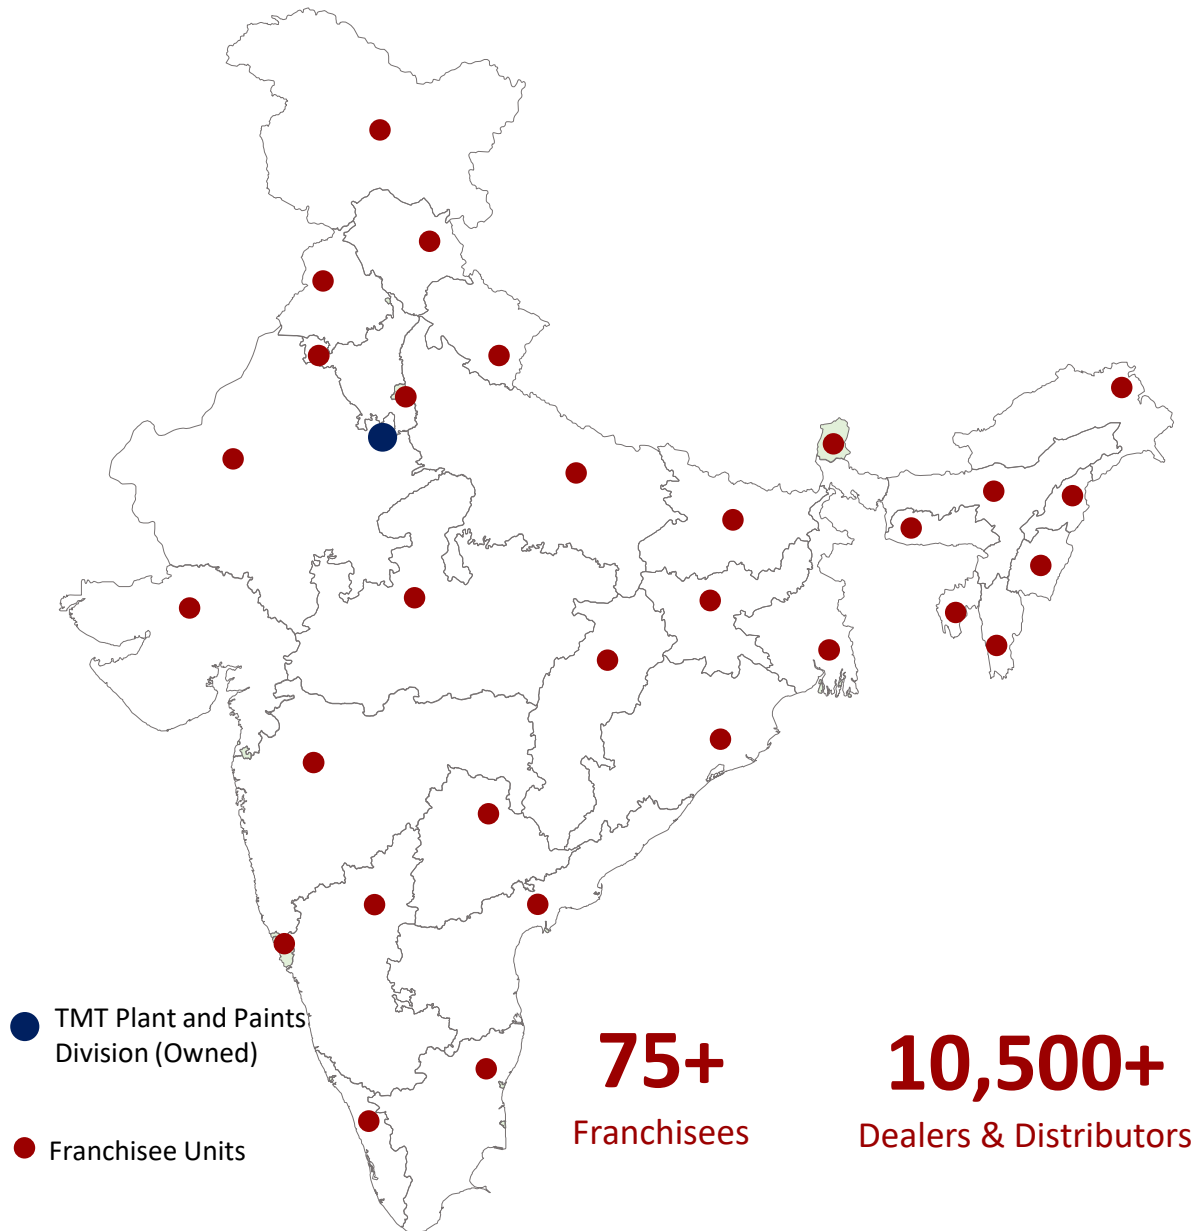 TMT Plant and Paints
Division (Owned)
Franchisee Units
75+
Franchisees
10,500+
Dealers & Distributors